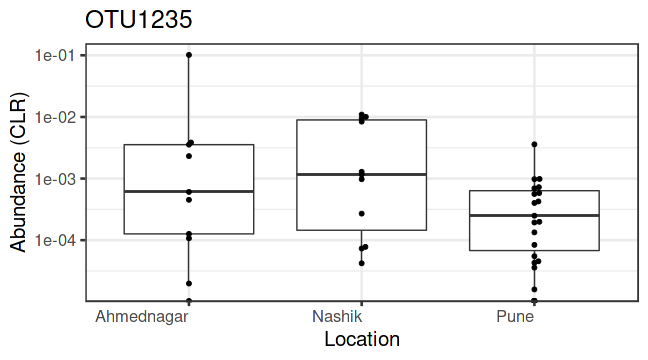 OTU1235
1e-01
1e-02
1e-03
1e-04
Abundance (CLR)
Ahmednagar Nashik Pune
Location